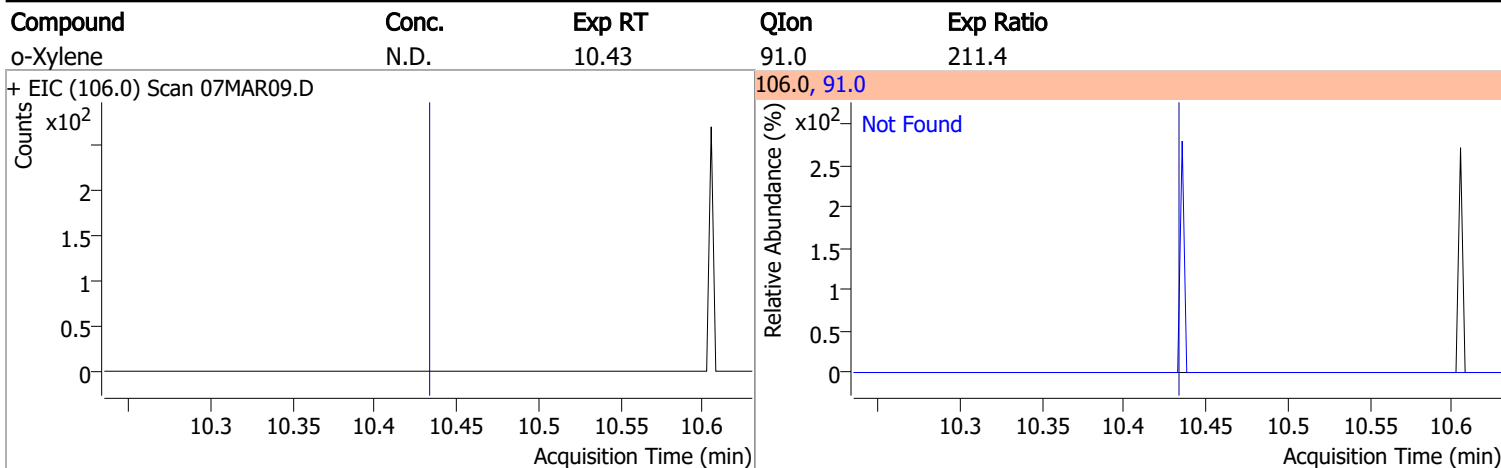 Compound Conc. Exp RT QIon Exp Ratio
o-Xylene N.D. 10.43 91.0 211.4
+ EIC (106.0) Scan 07MAR09.D
Counts
x10²
2
1.5
1
0.5
0
10.3 10.35 10.4 10.45 10.5 10.55 10.6
Acquisition Time (min)
106.0, 91.0
Relative Abundance (%)
x10²
Not Found
2.5
2
1.5
1
0.5
0
10.3 10.35 10.4 10.45 10.5 10.55 10.6
Acquisition Time (min)